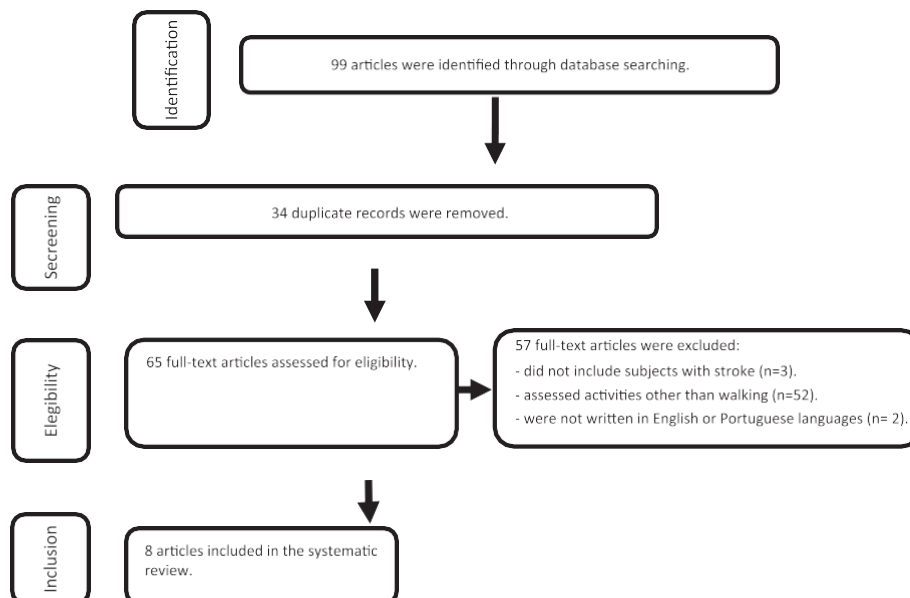 Identification
99 articles were identified through database searching.
Secreening
34 duplicate records were removed.
Elegibility
65 full-text articles assessed for eligibility.
57 full-text articles were excluded:
- did not include subjects with stroke (n=3).
- assessed activities other than walking (n=52).
- were not written in English or Portuguese languages (n= 2).
Inclusion
8 articles included in the systematic
review.